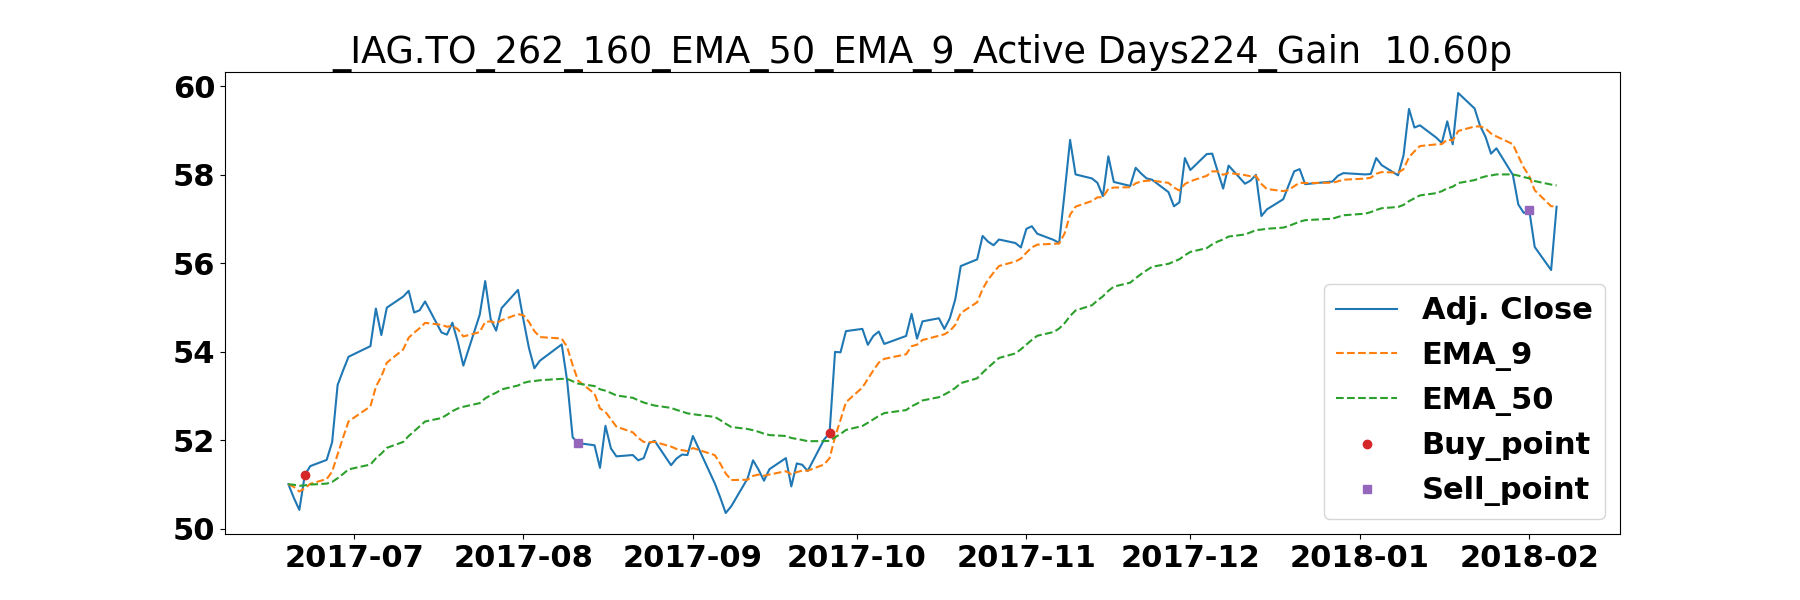 _IAG.TO_262_160_EMA_50_EMA_9_Active Days224_Gain  10.60p
60
58
56
54
52
50
Adj. Close
EMA_9
EMA_50
Buy_point
Sell_point
2017-07 2017-08 2017-09 2017-10 2017-11 2017-12 2018-01 2018-02